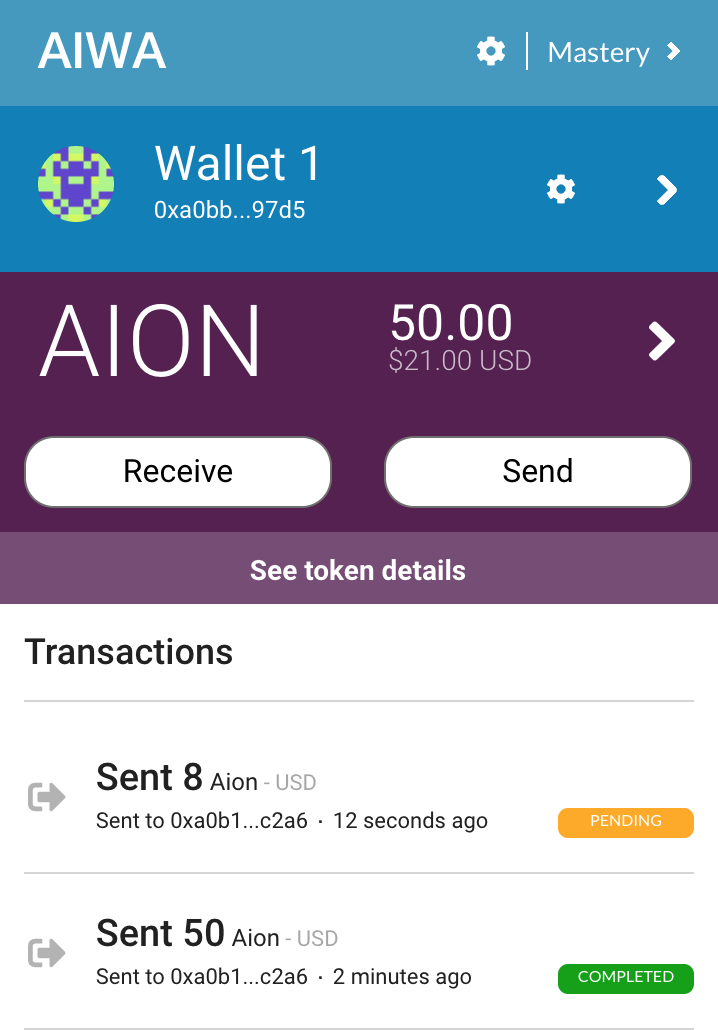 AIWA
Mastery
Wallet 1
0xa0bb...97d5
AION
50.00
$21.00 USD
Receive
Send
See token details
Transactions
Sent 8 Aion - USD
Sent to 0xa0b1...c2a6 · 12 seconds ago
PENDING
Sent 50 Aion - USD
Sent to 0xa0b1...c2a6 · 2 minutes ago
COMPLETED